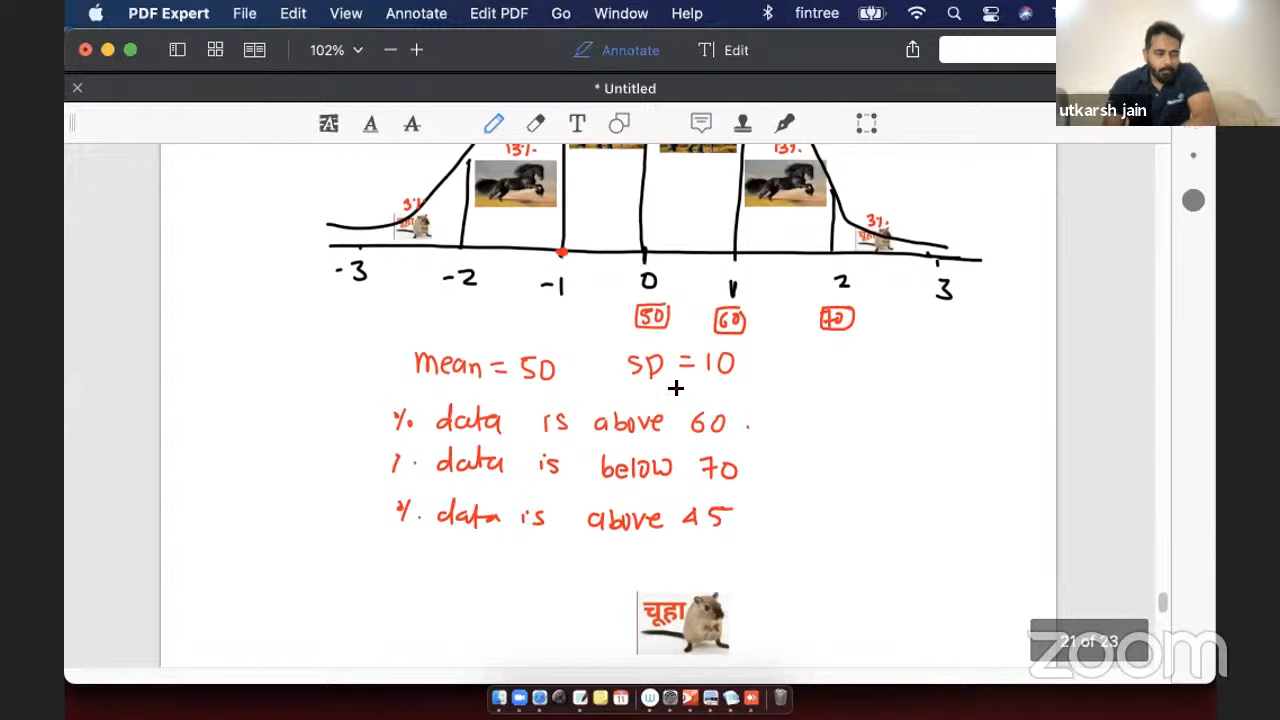 PDF Expert File Edit View Annotate Edit PDF Go Window Help fintree
102% Annotate T Edit
utkarsh jain
* Untitled
13%. 13%.
3%. 3%.
चूहा चूहा
-3 -2 -1 0 1 2 3
50 60 70
mean = 50 SD = 10
% data is above 60.
% data is below 70
% data is above 45
चूहा
21 of 23
zoom